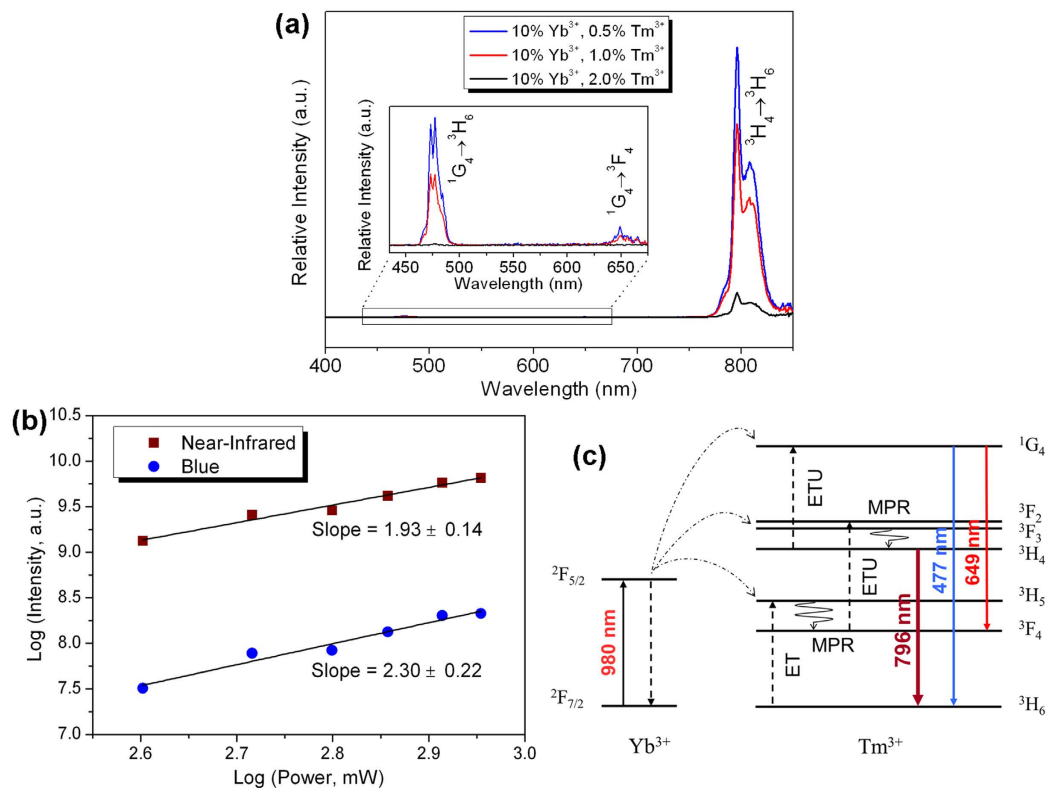 (a)
10% Yb³⁺, 0.5% Tm³⁺
10% Yb³⁺, 1.0% Tm³⁺
10% Yb³⁺, 2.0% Tm³⁺
Relative Intensity (a.u.)
Relative Intensity (a.u.)
¹G₄→³H₆
¹G₄→³F₄
³H₄→³H₆
450 500 550 600 650
Wavelength (nm)
400 500 600 700 800
Wavelength (nm)
(b)
Near-Infrared
Blue
10.5
10.0
9.5
9.0
8.5
8.0
7.5
7.0
Log (Intensity, a.u.)
Slope = 1.93 ± 0.14
Slope = 2.30 ± 0.22
2.6 2.7 2.8 2.9 3.0
Log (Power, mW)
(c)
¹G₄
ETU
MPR
³F₂
³F₃
³H₄
477 nm
649 nm
²F₅/₂
ETU
³H₅
³F₄
980 nm
MPR
796 nm
ET
²F₇/₂
³H₆
Yb³⁺
Tm³⁺